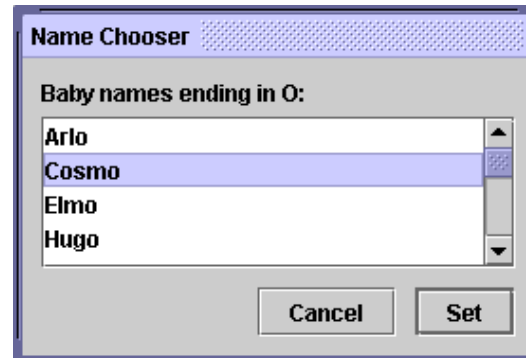 Name Chooser
Baby names ending in O:
Arlo
Cosmo
Elmo
Hugo
Cancel Set